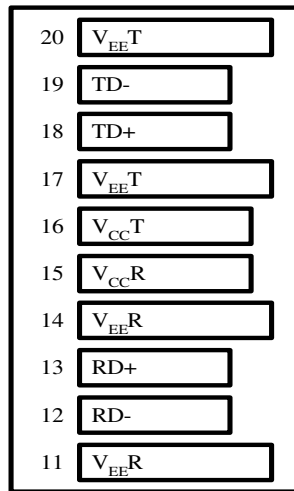 20 VEET
19 TD-
18 TD+
17 VEET
16 VCCT
15 VCCR
14 VEER
13 RD+
12 RD-
11 VEER